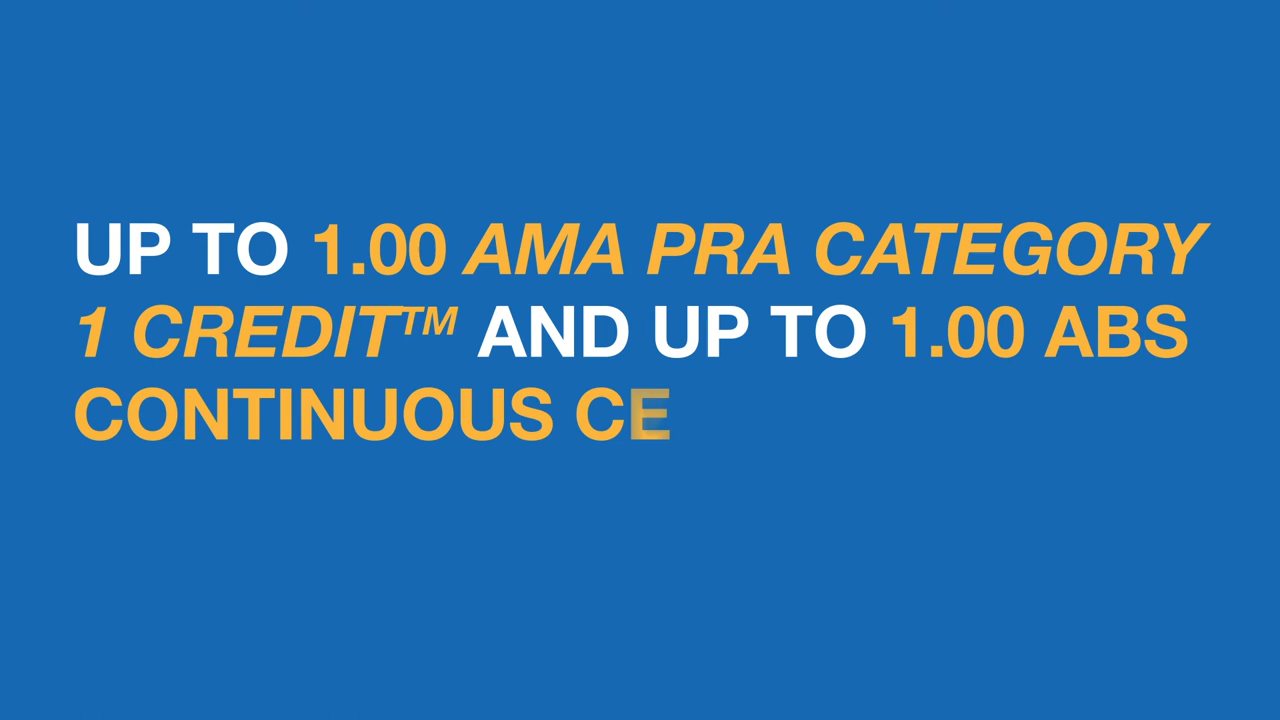 UP TO 1.00 AMA PRA CATEGORY
1 CREDIT™ AND UP TO 1.00 ABS
CONTINUOUS CE